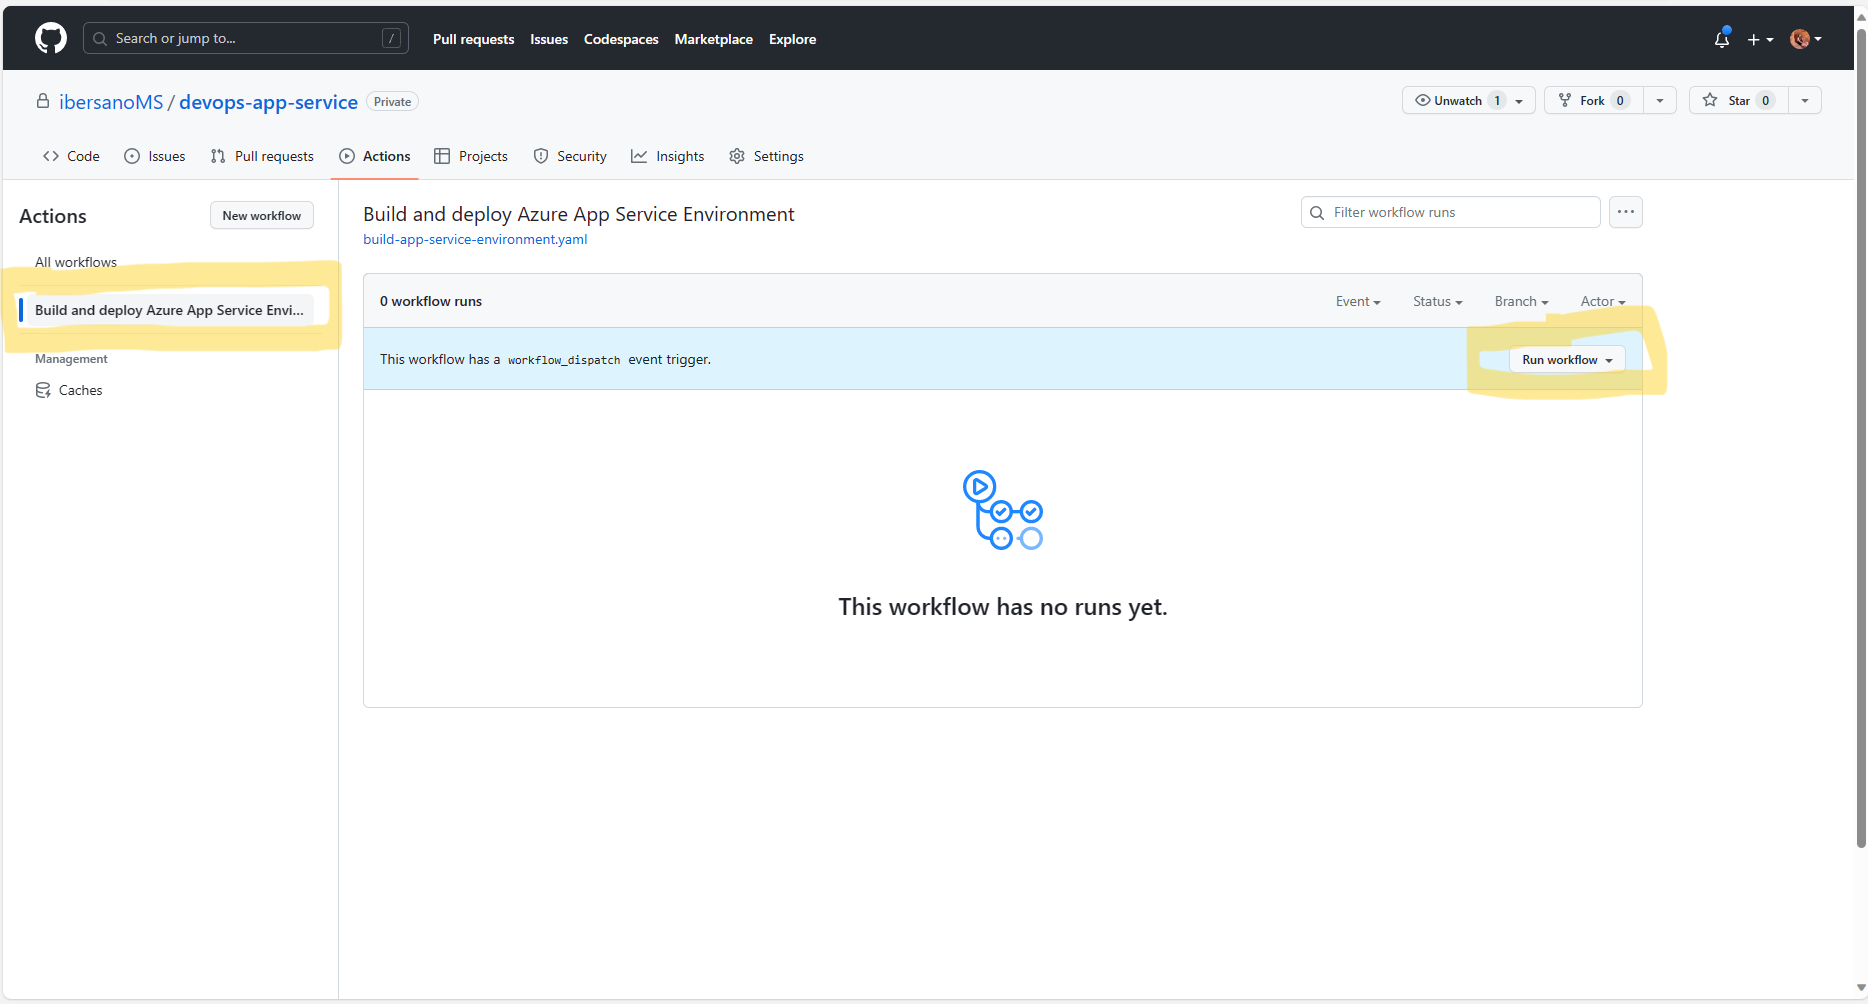 Search or jump to... /
Pull requests Issues Codespaces Marketplace Explore
ibersanoMS / devops-app-service Private
Unwatch 1 Fork 0 Star 0
Code Issues Pull requests Actions Projects Security Insights Settings
Actions
New workflow
All workflows
Build and deploy Azure App Service Envi...
Management
Caches
Build and deploy Azure App Service Environment
build-app-service-environment.yaml
Filter workflow runs
0 workflow runs
Event Status Branch Actor
This workflow has a workflow_dispatch event trigger.
Run workflow
This workflow has no runs yet.